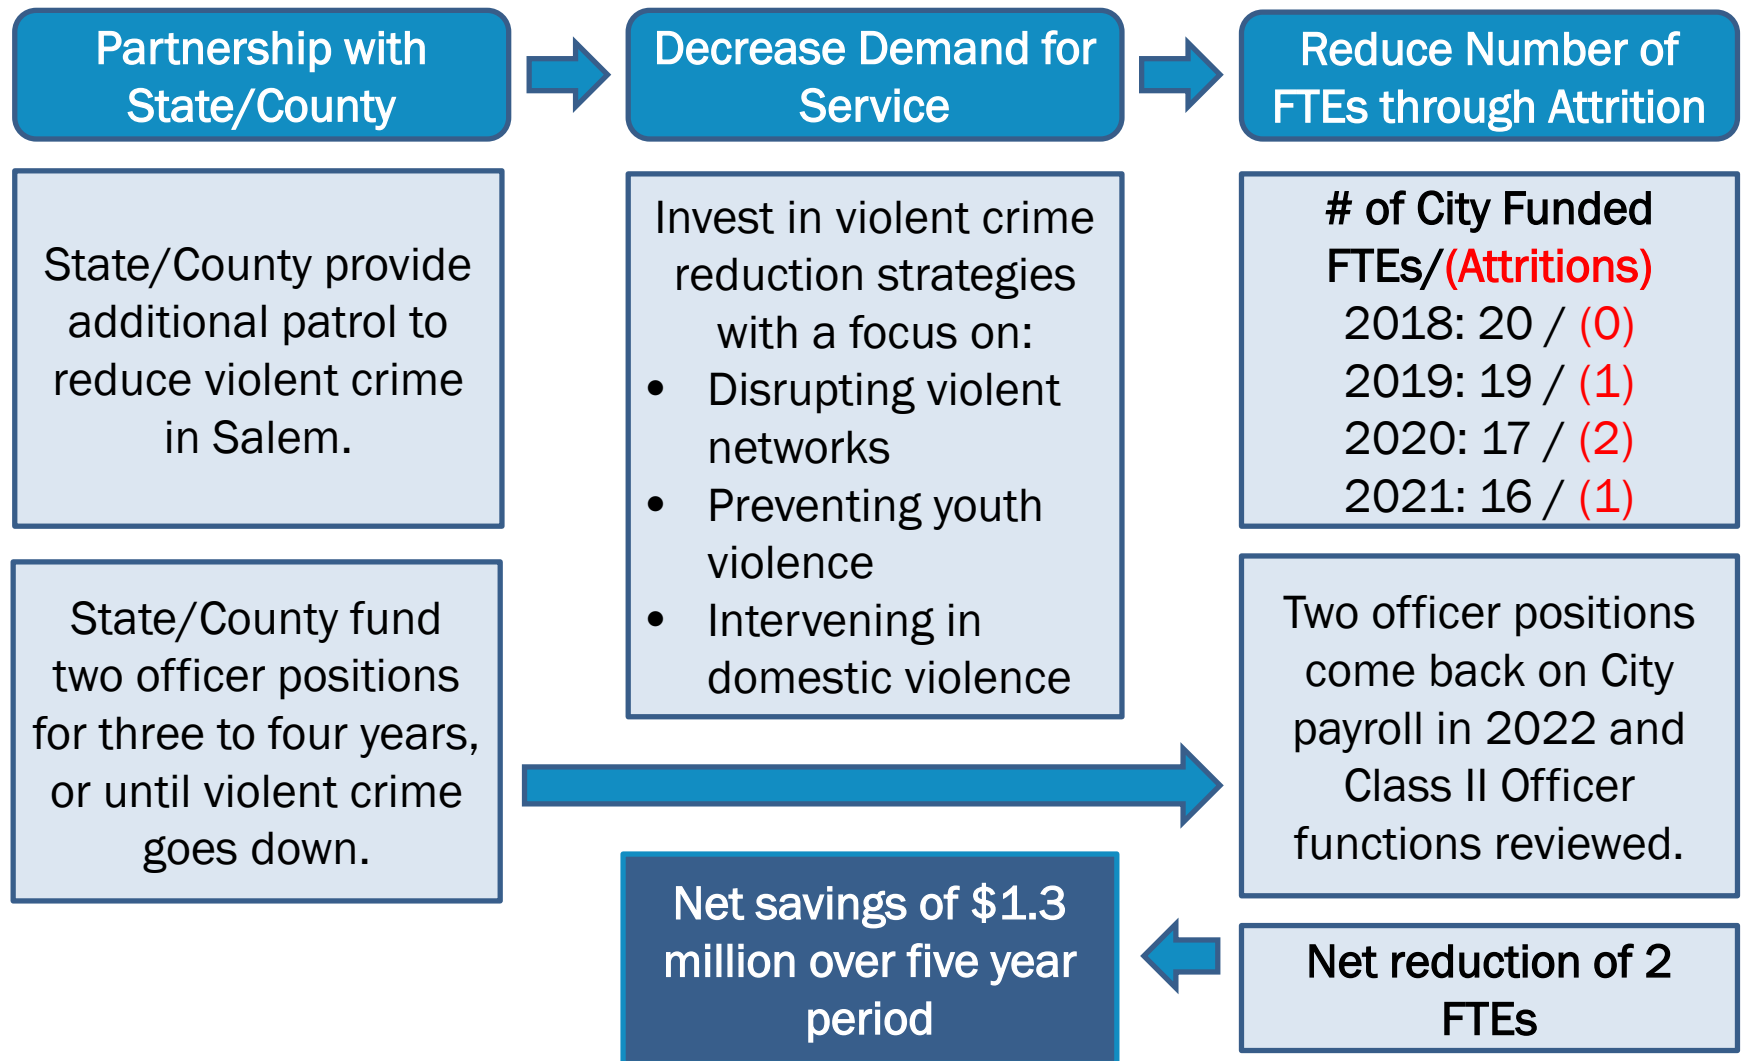 Partnership with
State/County
Decrease Demand for
Service
Reduce Number of
FTEs through Attrition
State/County provide
additional patrol to
reduce violent crime
in Salem.
State/County fund
two officer positions
for three to four years,
or until violent crime
goes down.
Invest in violent crime
reduction strategies
with a focus on:
• Disrupting violent
networks
• Preventing youth
violence
• Intervening in
domestic violence
# of City Funded
FTEs/(Attritions)
2018: 20 / (0)
2019: 19 / (1)
2020: 17 / (2)
2021: 16 / (1)
Two officer positions
come back on City
payroll in 2022 and
Class II Officer
functions reviewed.
Net reduction of 2
FTEs
Net savings of $1.3
million over five year
period